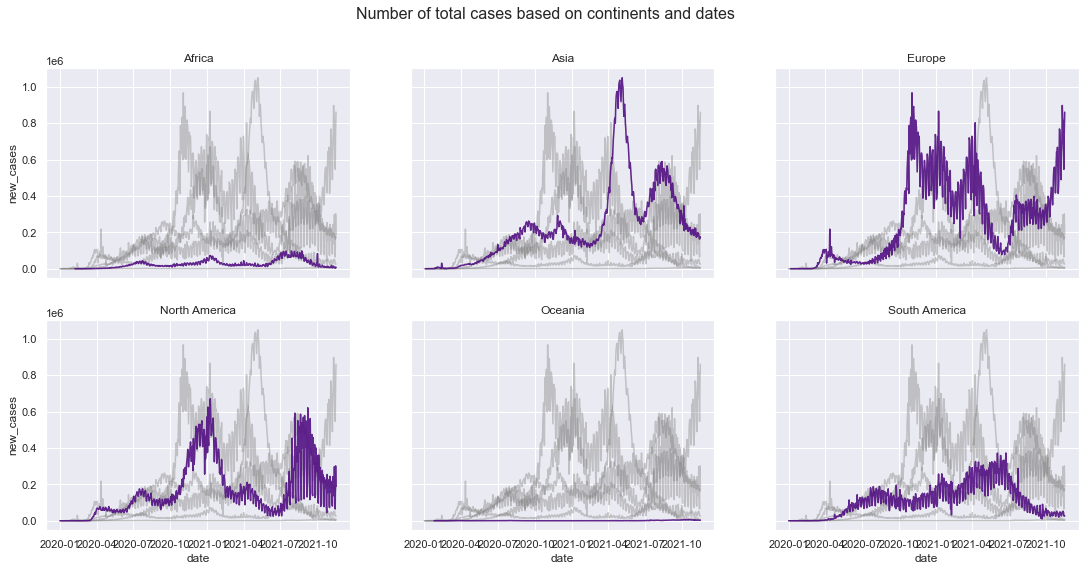 Number of total cases based on continents and dates
1e6 Africa Asia Europe
1.0
0.8
0.6
new_cases
0.4
0.2
0.0
1e6 North America Oceania South America
1.0
0.8
0.6
new_cases
0.4
0.2
0.0
2020-01 2020-04 2020-07 2020-10 2021-01 2021-04 2021-07 2021-10 2020-01 2020-04 2020-07 2020-10 2021-01 2021-04 2021-07 2021-10 2020-01 2020-04 2020-07 2020-10 2021-01 2021-04 2021-07 2021-10
date date date